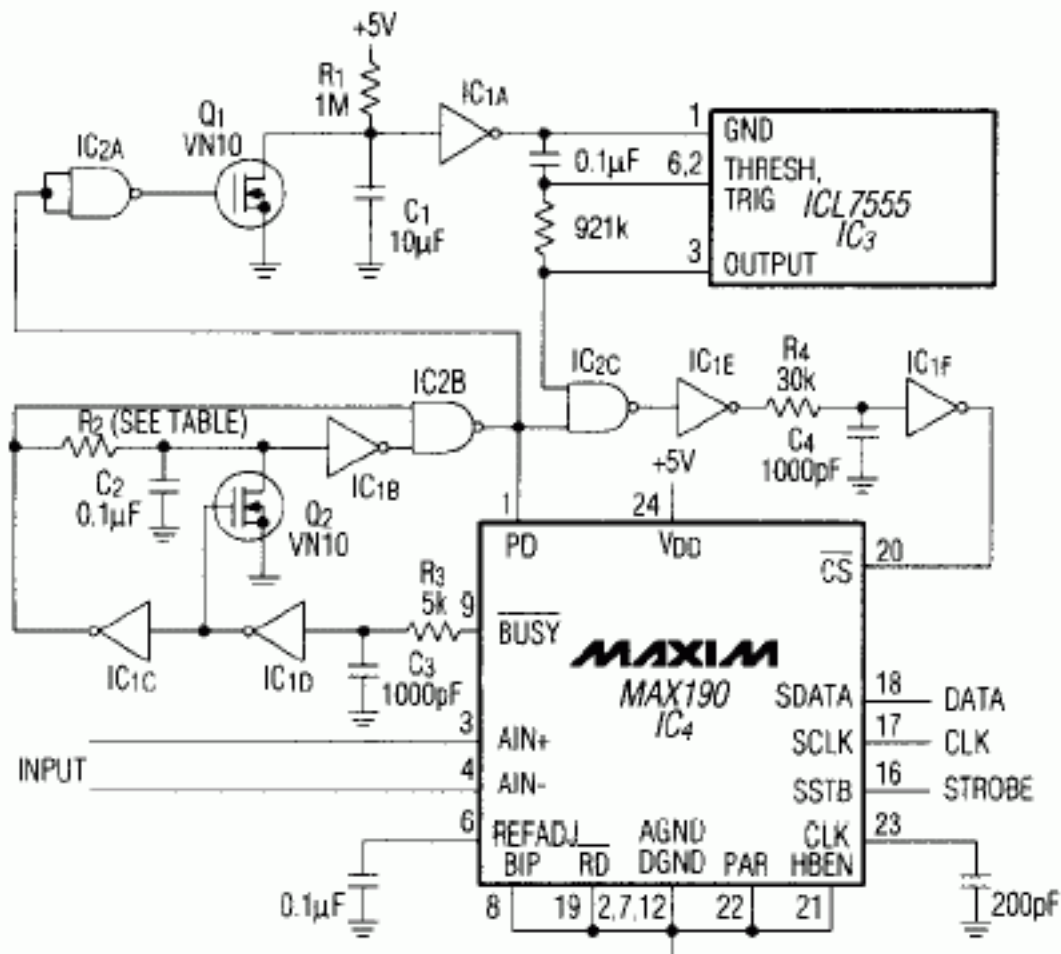 +5V
R1
1M
IC1A
Q1
VN10
IC2A
C1
10µF
0.1µF
921k
1
GND
6,2
THRESH,
TRIG
ICL7555
IC3
3
OUTPUT
IC2B
IC2C
IC1E
R4
30k
IC1F
R2 (SEE TABLE)
C2
0.1µF
IC1B
Q2
VN10
+5V
C4
1000pF
1
24
PD
VDD
CS
20
R3
5k
9
BUSY
IC1C
IC1D
C3
1000pF
MAXIM
MAX190
IC4
SDATA
18
DATA
3
AIN+
SCLK
17
CLK
INPUT
4
AIN-
SSTB
16
STROBE
6
REFADJ
AGND
CLK
23
BIP
RD
DGND
PAR
HBEN
0.1µF
8
19
2,7,12
22
21
200pF